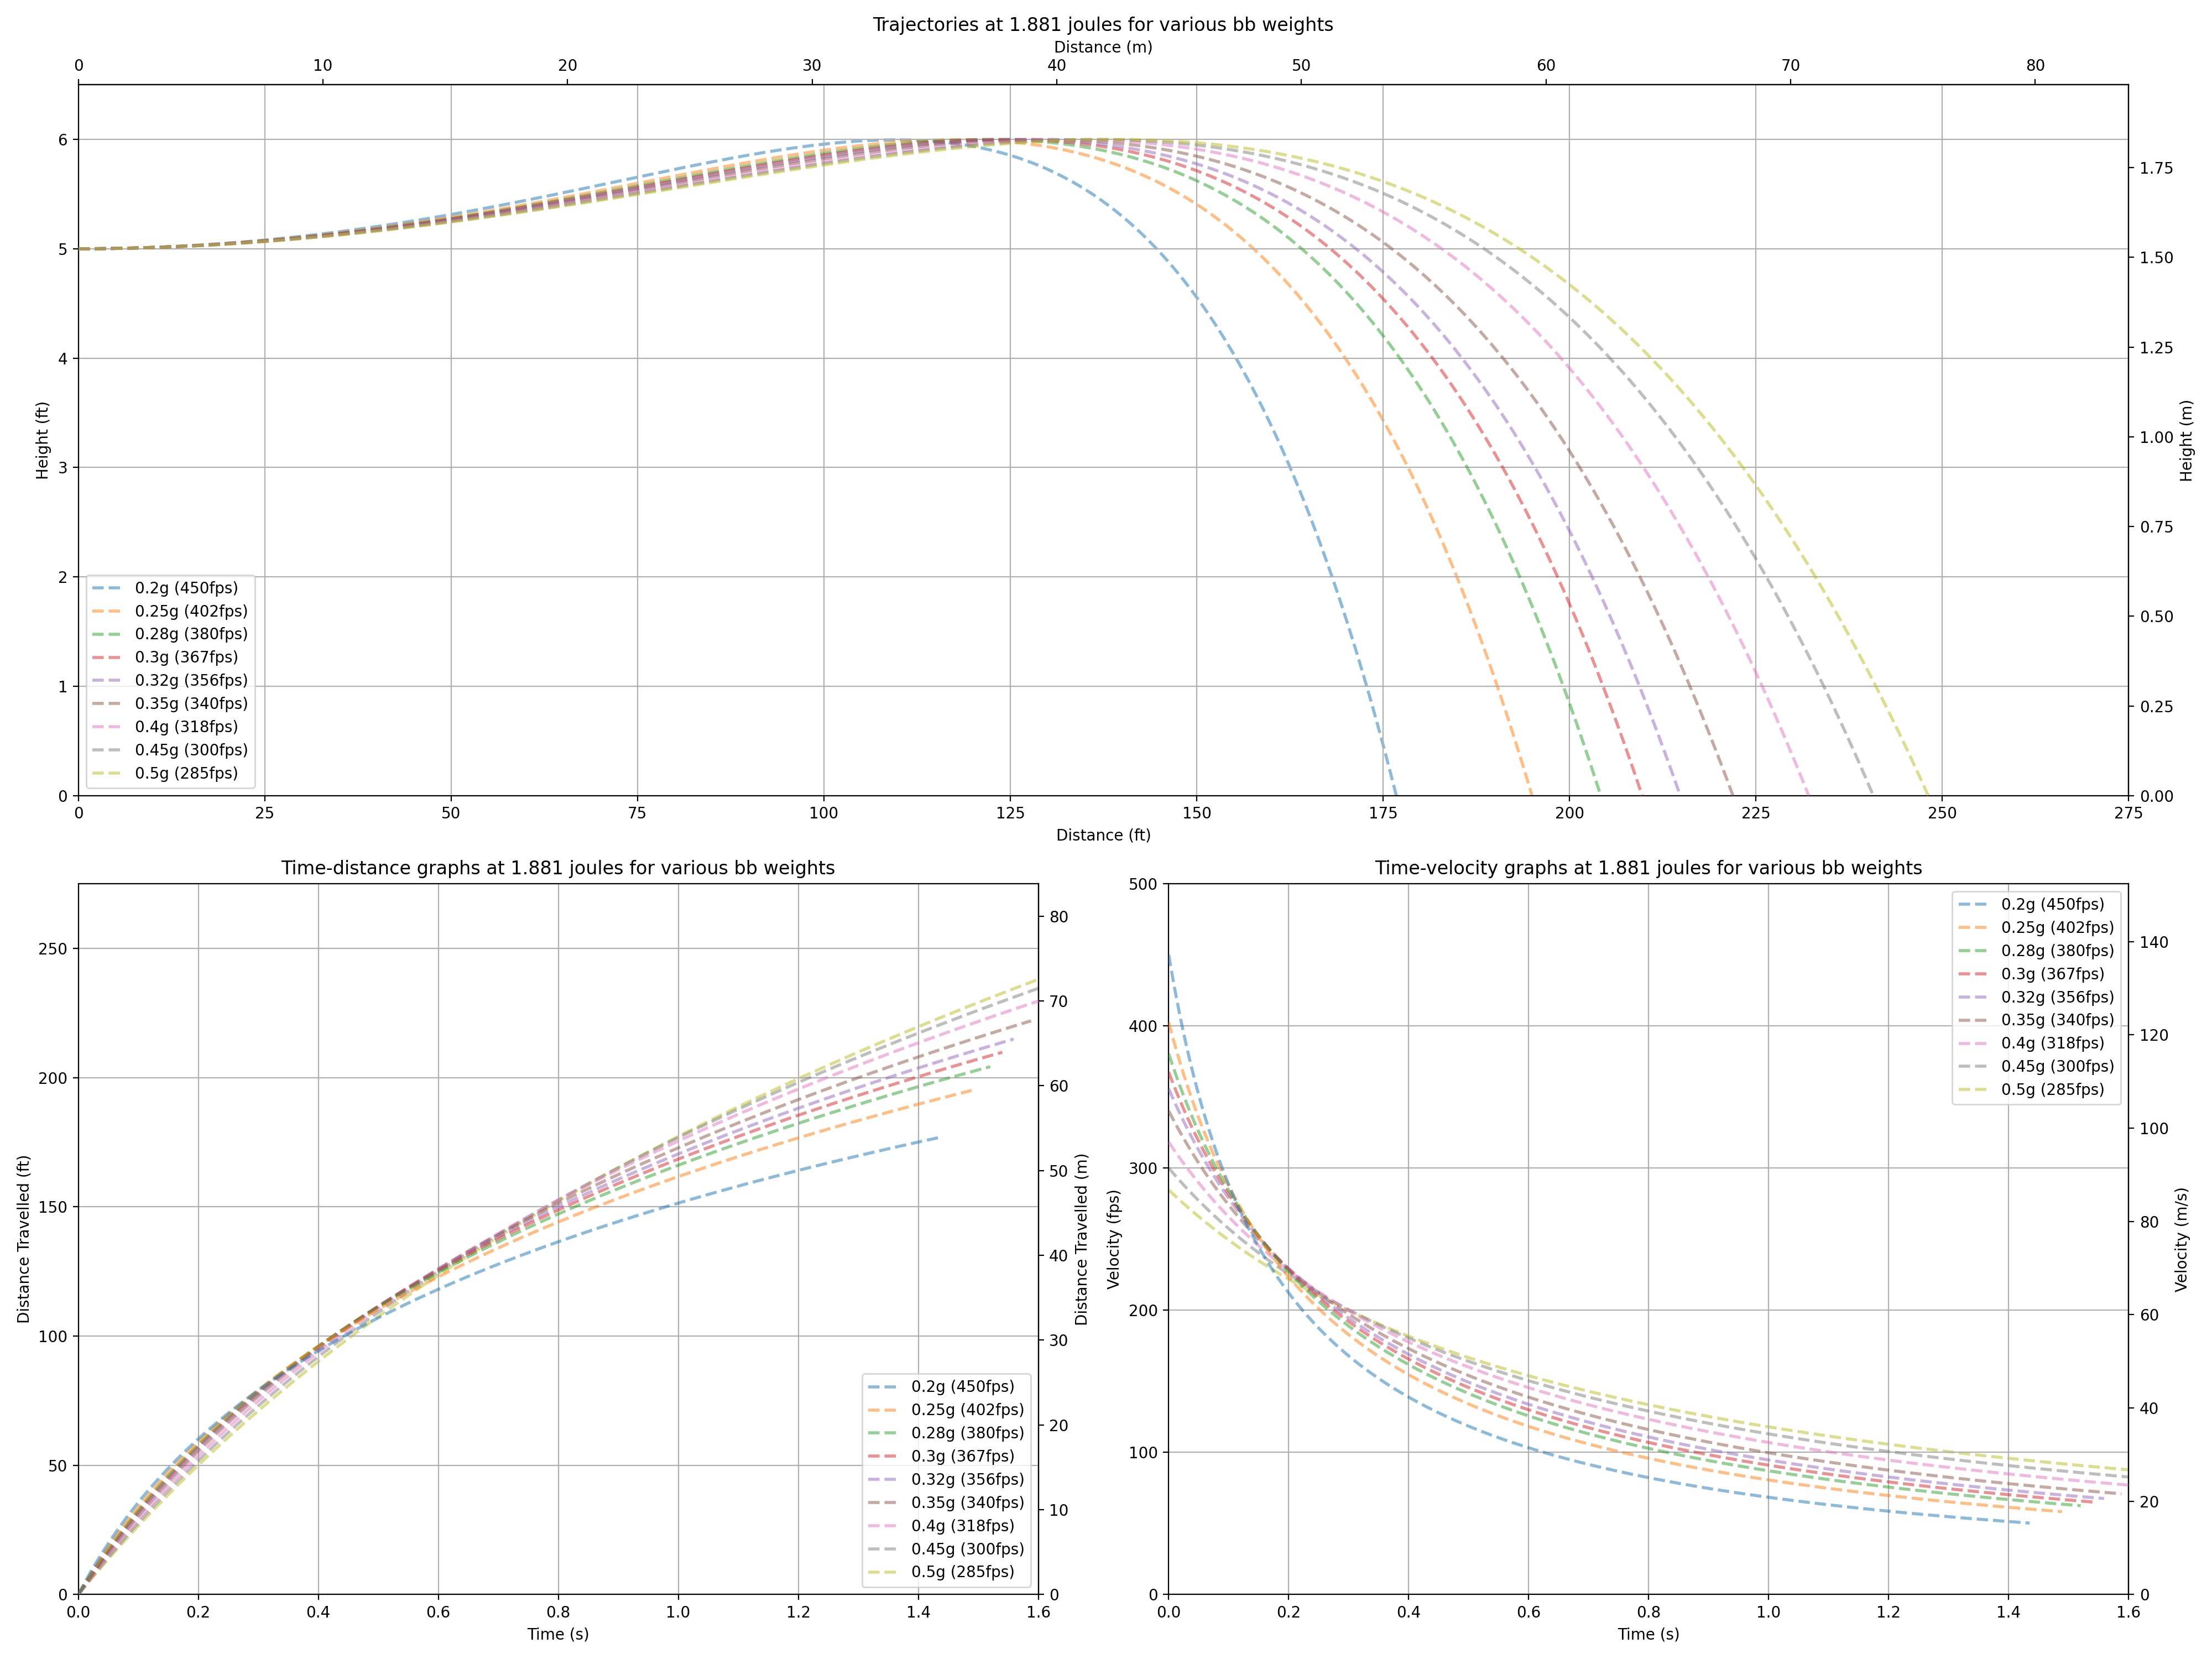 Trajectories at 1.881 joules for various bb weights
Distance (m)
0 10 20 30 40 50 60 70 80
6
5
4
3
2
1
0
Height (ft)
1.75
1.50
1.25
1.00
0.75
0.50
0.25
0.00
Height (m)
0.2g (450fps)
0.25g (402fps)
0.28g (380fps)
0.3g (367fps)
0.32g (356fps)
0.35g (340fps)
0.4g (318fps)
0.45g (300fps)
0.5g (285fps)
0 25 50 75 100 125 150 175 200 225 250 275
Distance (ft)
Time-distance graphs at 1.881 joules for various bb weights
250
200
150
100
50
0
Distance Travelled (ft)
80
70
60
50
40
30
20
10
0
Distance Travelled (m)
0.2g (450fps)
0.25g (402fps)
0.28g (380fps)
0.3g (367fps)
0.32g (356fps)
0.35g (340fps)
0.4g (318fps)
0.45g (300fps)
0.5g (285fps)
0.0 0.2 0.4 0.6 0.8 1.0 1.2 1.4 1.6
Time (s)
Time-velocity graphs at 1.881 joules for various bb weights
500
400
300
200
100
0
Velocity (fps)
0.2g (450fps)
0.25g (402fps)
0.28g (380fps)
0.3g (367fps)
0.32g (356fps)
0.35g (340fps)
0.4g (318fps)
0.45g (300fps)
0.5g (285fps)
140
120
100
80
60
40
20
0
Velocity (m/s)
0.0 0.2 0.4 0.6 0.8 1.0 1.2 1.4 1.6
Time (s)